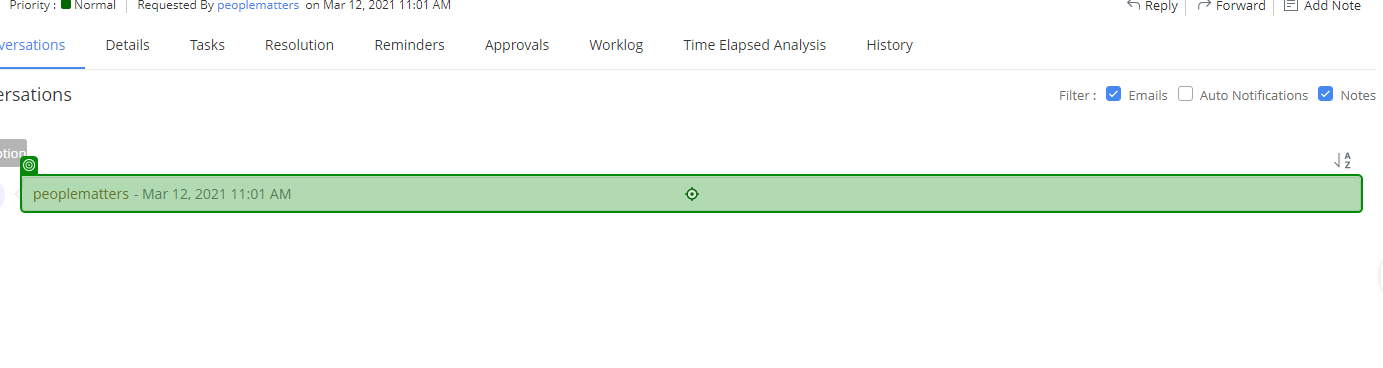 Priority : Normal Requested By peoplematters on Mar 12, 2021 11:01 AM Reply Forward Add Note
versations Details Tasks Resolution Reminders Approvals Worklog Time Elapsed Analysis History
ersations Filter : Emails Auto Notifications Notes
otion
A
Z
peoplematters - Mar 12, 2021 11:01 AM